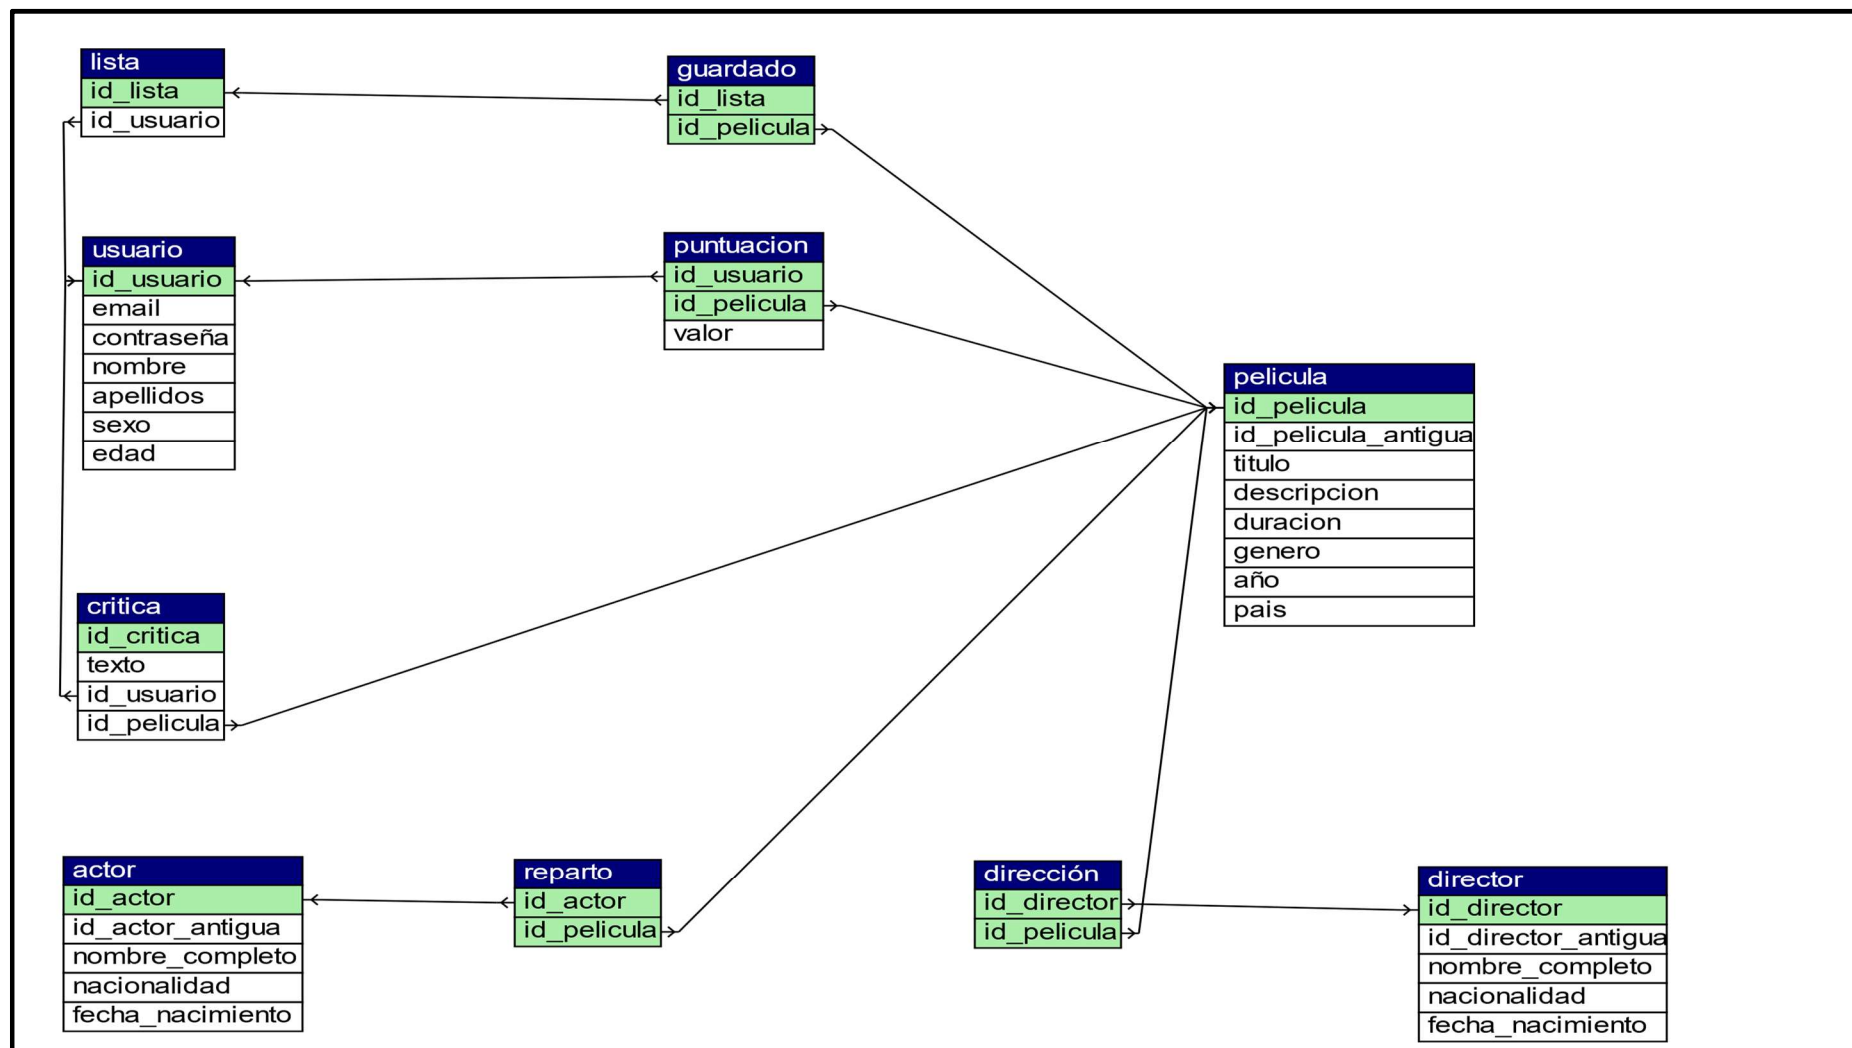 lista
id_lista
id_usuario
guardado
id_lista
id_pelicula
usuario
id_usuario
email
contraseña
nombre
apellidos
sexo
edad
puntuacion
id_usuario
id_pelicula
valor
pelicula
id_pelicula
id_pelicula_antigua
titulo
descripcion
duracion
genero
año
pais
critica
id_critica
texto
id_usuario
id_pelicula
actor
id_actor
id_actor_antigua
nombre_completo
nacionalidad
fecha_nacimiento
reparto
id_actor
id_pelicula
dirección
id_director
id_pelicula
director
id_director
id_director_antigua
nombre_completo
nacionalidad
fecha_nacimiento